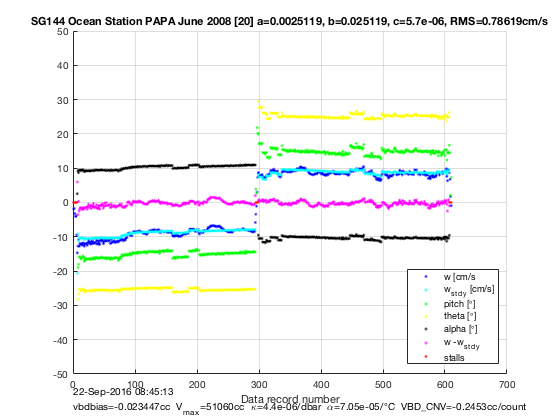 SG144 Ocean Station PAPA June 2008 [20] a=0.0025119, b=0.025119, c=5.7e-06, RMS=0.78619cm/s
50
40
30
20
10
0
-10
-20
-30
-40
-50
w [cm/s
w_stdy [cm/s]
pitch [°]
theta [°]
alpha [°]
w -w_stdy
stalls
0 100 200 300 400 500 600 700
22-Sep-2016 08:45:13
Data record number
vbdbias=-0.023447cc V_max=51060cc κ=4.4e-06/dbar α=7.05e-05/°C VBD_CNV=-0.2453cc/count